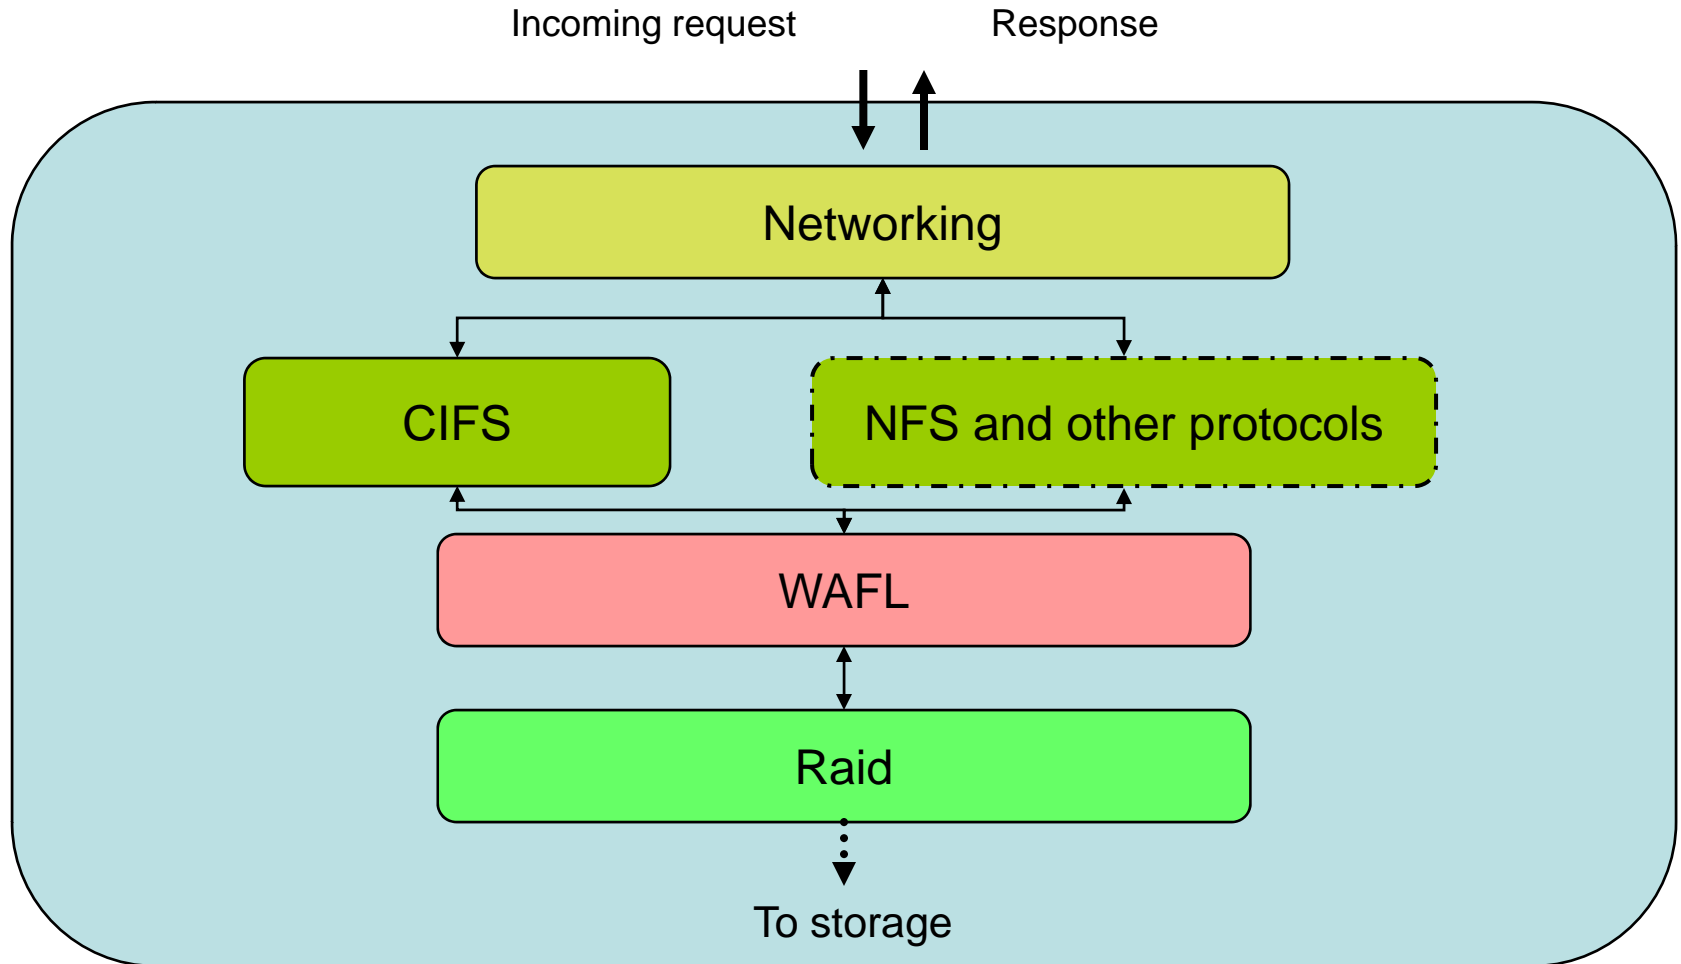 Incoming request
Response
Networking
CIFS
NFS and other protocols
WAFL
Raid
To storage